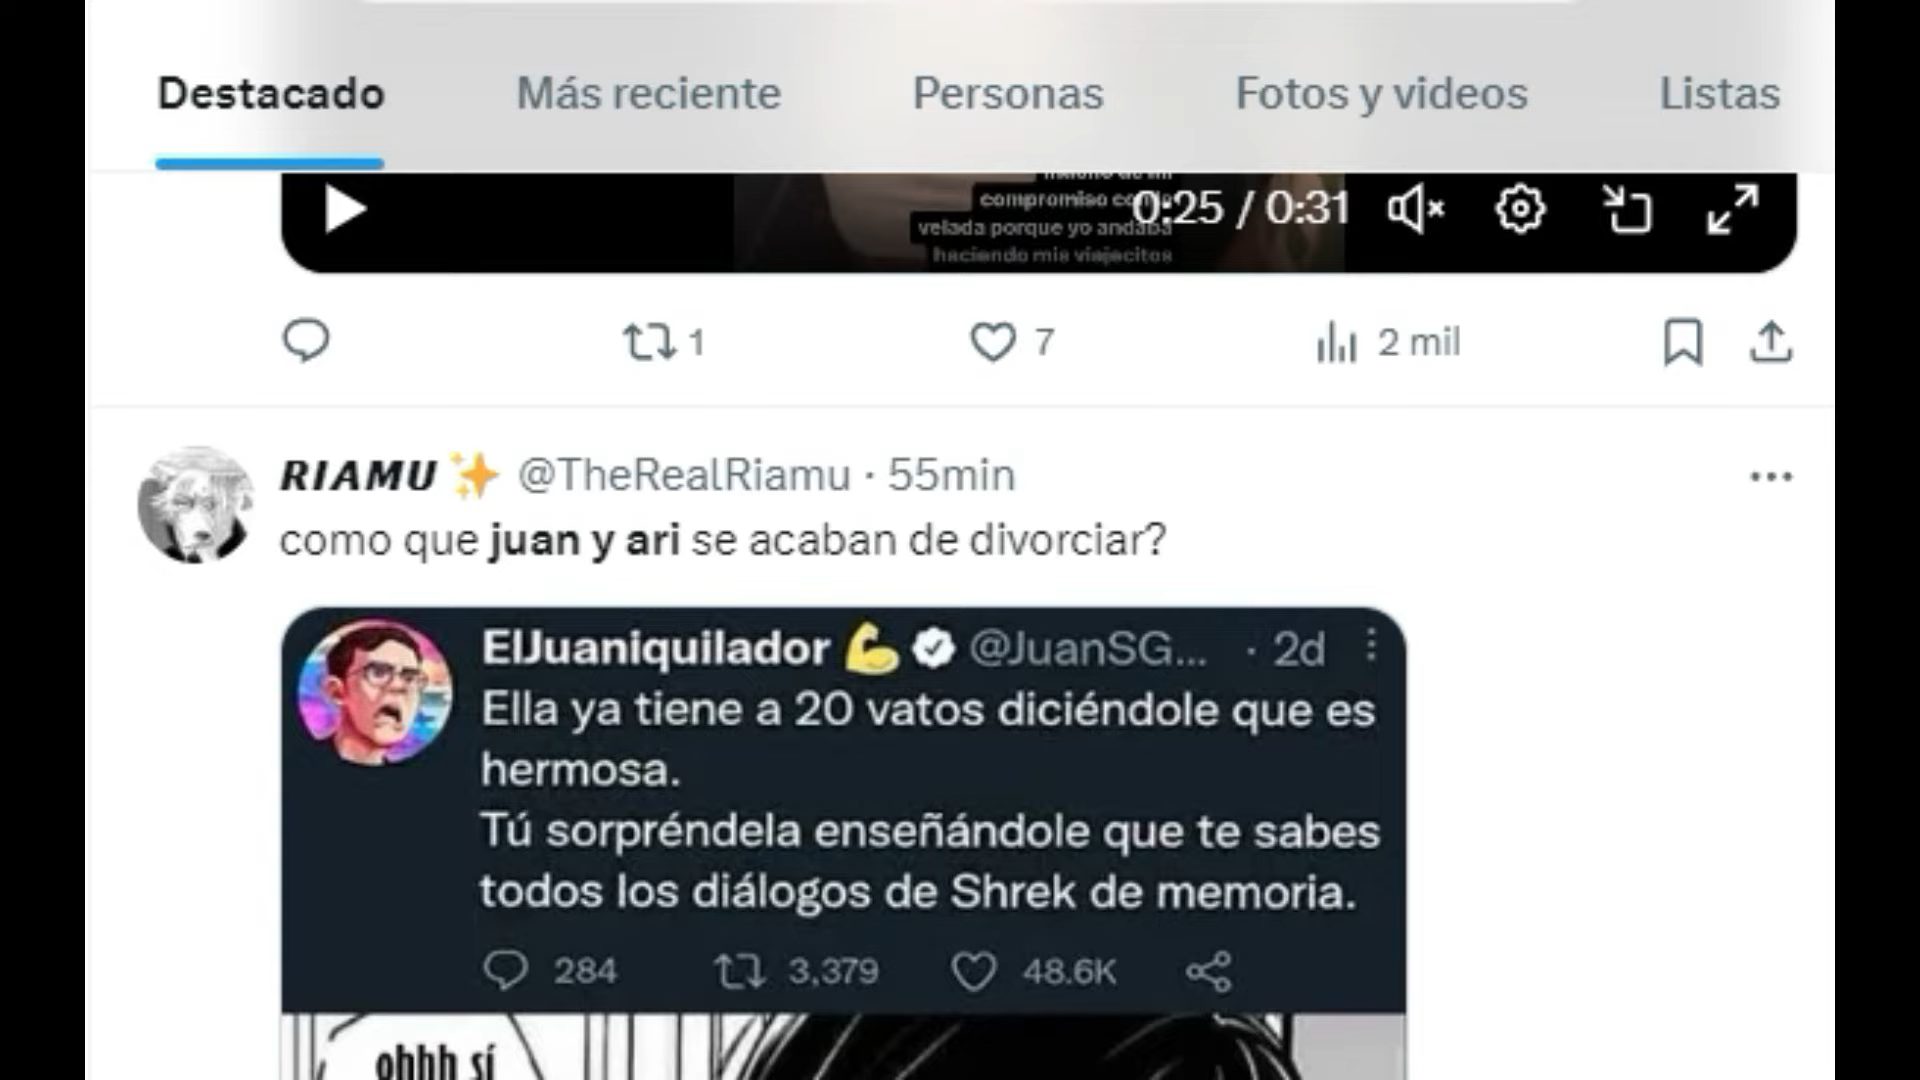 Destacado Más reciente Personas Fotos y videos Listas
compromiso con
velada porque yo andaba
haciendo mis viajecitos
0:25 / 0:31
1 7 2 mil
RIAMU✨ @TheRealRiamu · 55min
como que juan y ari se acaban de divorciar?
ElJuaniquilador 💪 @JuanSG... · 2d
Ella ya tiene a 20 vatos diciéndole que es
hermosa.
Tú sorpréndela enseñándole que te sabes
todos los diálogos de Shrek de memoria.
284 3,379 48.6K
ohhh sí